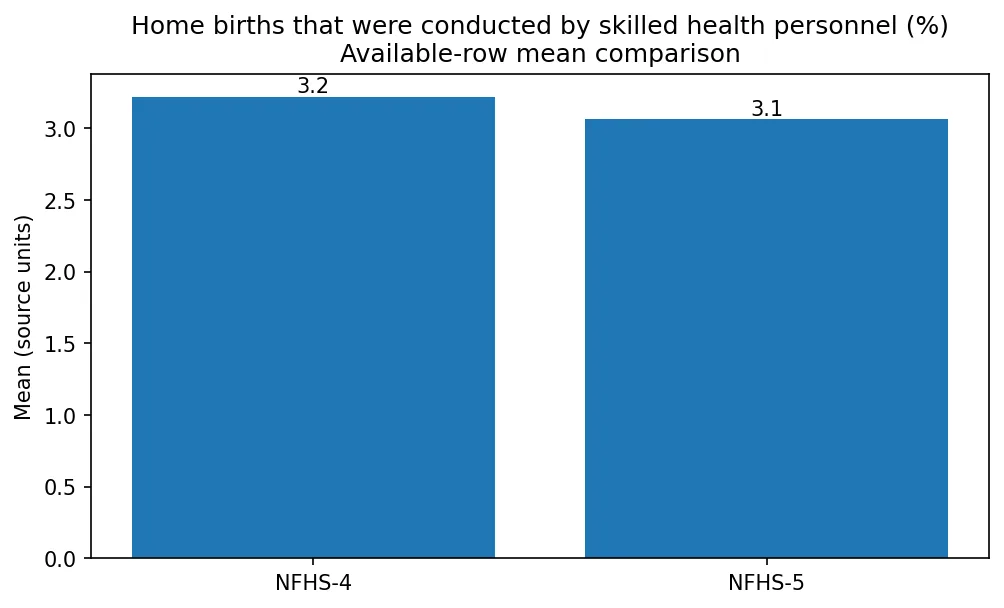 Home births that were conducted by skilled health personnel (%)
Available-row mean comparison
3.2
3.1
Mean (source units)
3.0
2.5
2.0
1.5
1.0
0.5
0.0
NFHS-4
NFHS-5